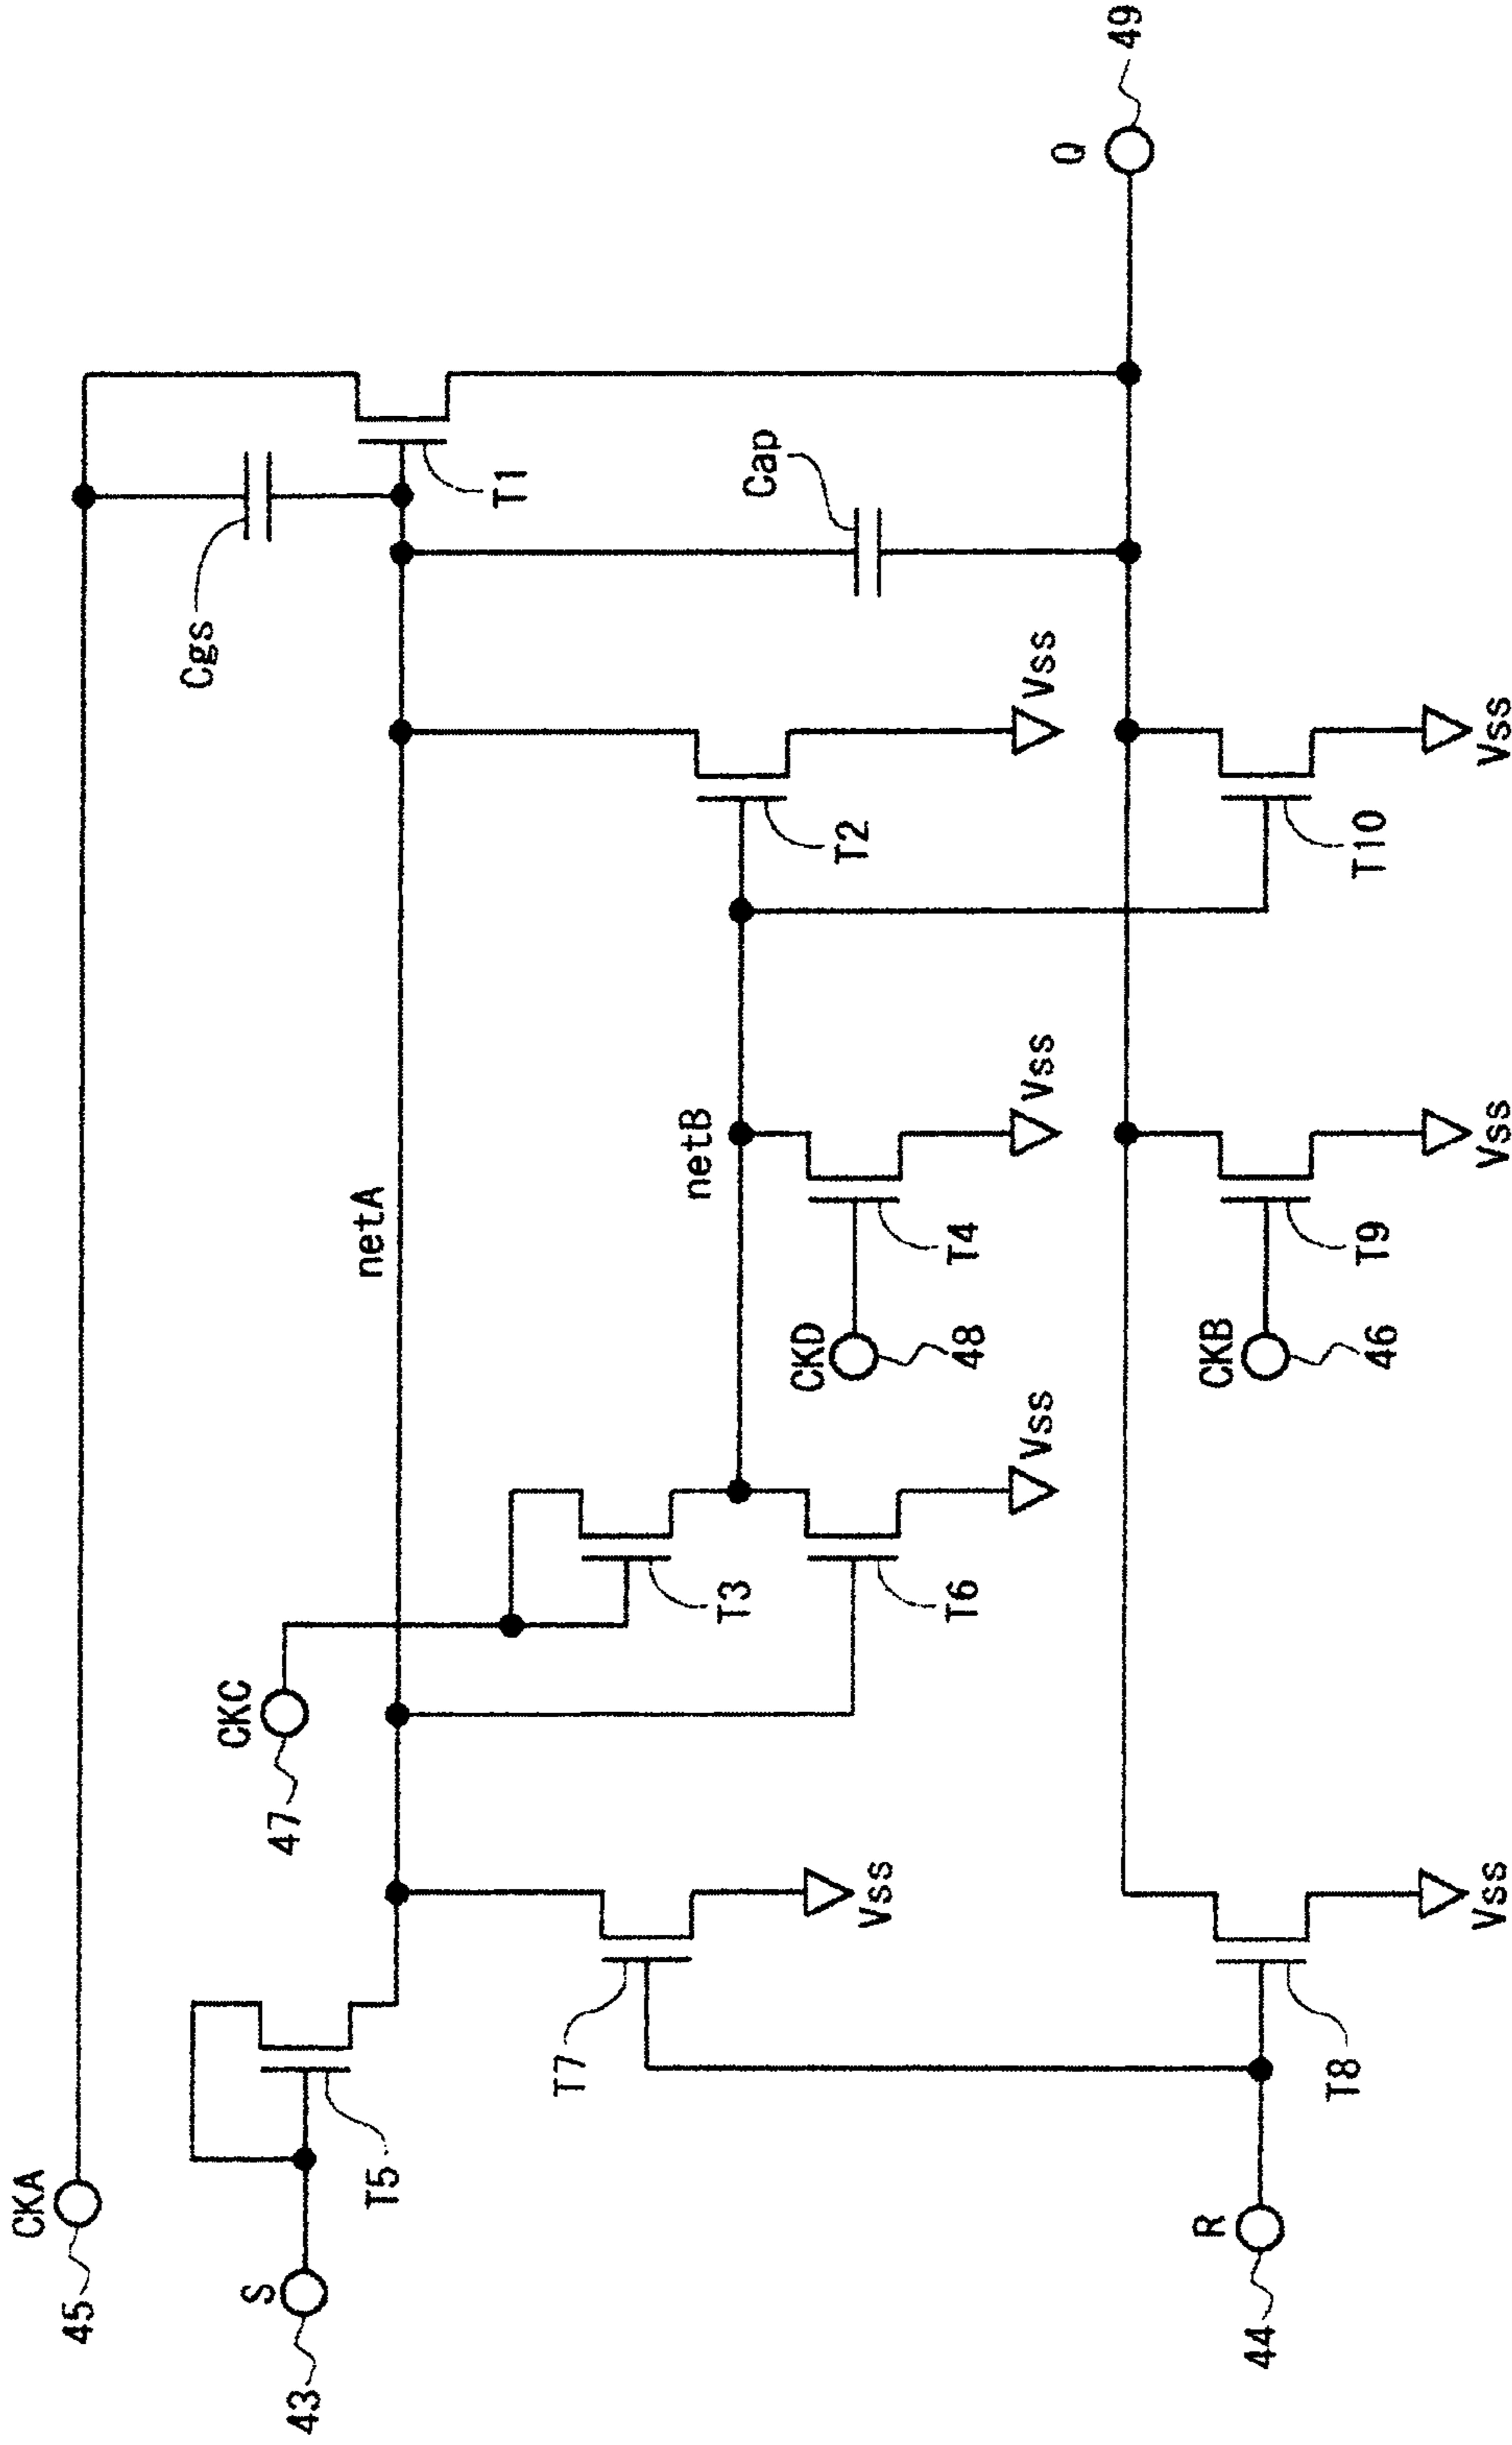 CKA
45
Cgs
CKC
S
47
43
netA
T5
T1
T7
netB
T3
Cap
CKD
T2
Vss
T6
48
T4
Vss
Vss
Vss
Q
49
R
CKB
44
T8
46
T9
T10
Vss
Vss
Vss